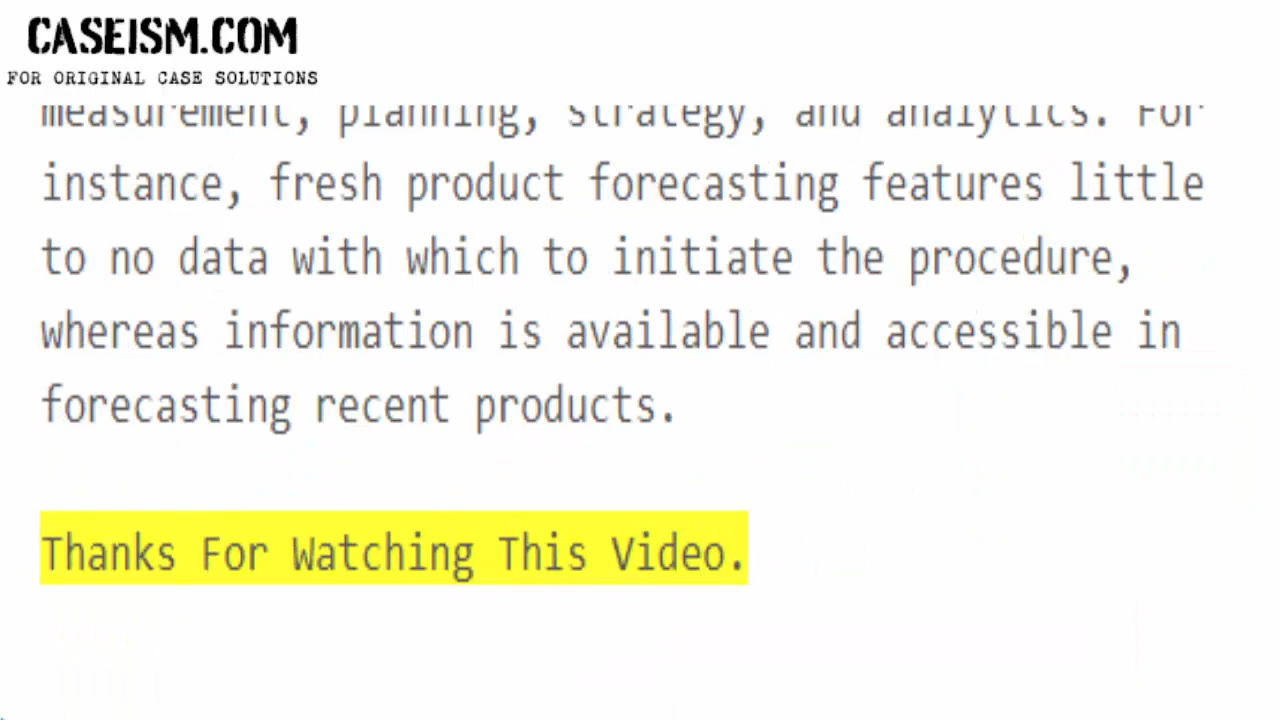 CASEISM.COM
FOR ORIGINAL CASE SOLUTIONS
measurement, planning, strategy, and analytics. For
instance, fresh product forecasting features little
to no data with which to initiate the procedure,
whereas information is available and accessible in
forecasting recent products.
Thanks For Watching This Video.